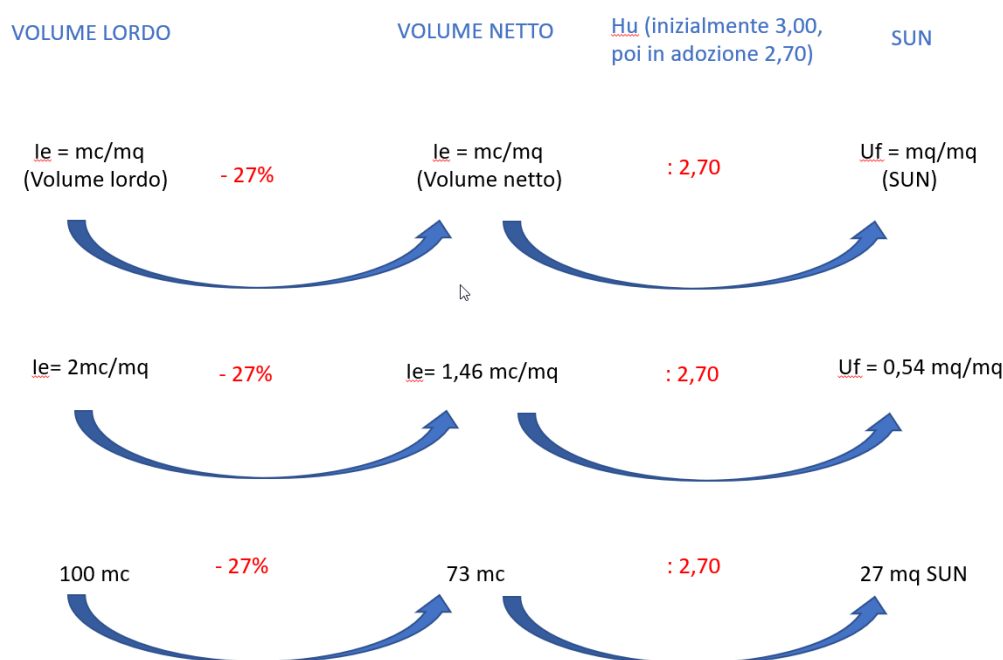 VOLUME LORDO
VOLUME NETTO
Hu (inizialmente 3,00,
poi in adozione 2,70)
SUN
Ie = mc/mq
(Volume lordo)
- 27%
Ie = mc/mq
(Volume netto)
: 2,70
Uf = mq/mq
(SUN)
Ie= 2mc/mq
- 27%
Ie= 1,46 mc/mq
: 2,70
Uf = 0,54 mq/mq
100 mc
- 27%
73 mc
: 2,70
27 mq SUN